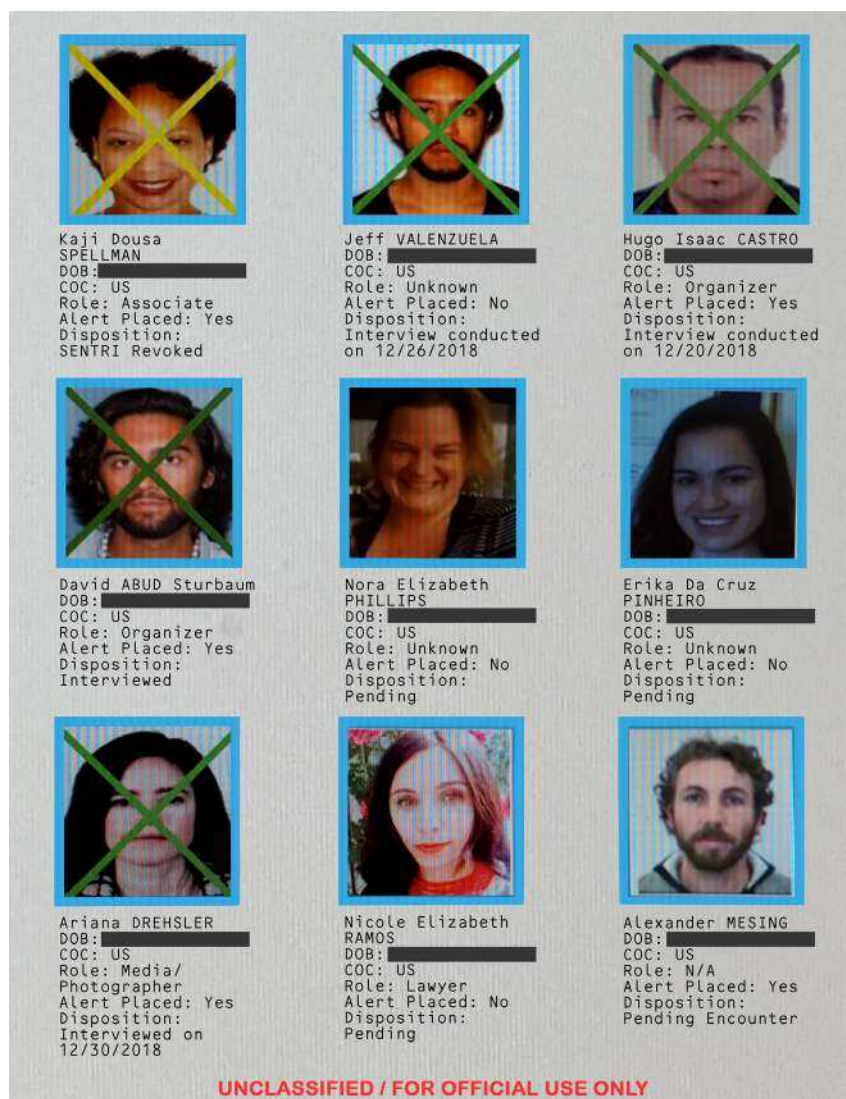 Kaji Dousa
SPELLMAN
DOB:
COC: US
Role: Associate
Alert Placed: Yes
Disposition:
SENTRI Revoked
Jeff VALENZUELA
DOB:
COC: US
Role: Unknown
Alert Placed: No
Disposition:
Interview conducted
on 12/26/2018
Hugo Isaac CASTRO
DOB:
COC: US
Role: Organizer
Alert Placed: Yes
Disposition:
Interview conducted
on 12/20/2018
David ABUD Sturbaum
DOB:
COC: US
Role: Organizer
Alert Placed: Yes
Disposition:
Interviewed
Nora Elizabeth
PHILLIPS
DOB:
COC: US
Role: Unknown
Alert Placed: No
Disposition:
Pending
Erika Da Cruz
PINHEIRO
DOB:
COC: US
Role: Unknown
Alert Placed: No
Disposition:
Pending
Ariana DREHSLER
DOB:
COC: US
Role: Media/
Photographer
Alert Placed: Yes
Disposition:
Interviewed on
12/30/2018
Nicole Elizabeth
RAMOS
DOB:
COC: US
Role: Lawyer
Alert Placed: No
Disposition:
Pending
Alexander MESING
DOB:
COC: US
Role: N/A
Alert Placed: Yes
Disposition:
Pending Encounter
UNCLASSIFIED / FOR OFFICIAL USE ONLY